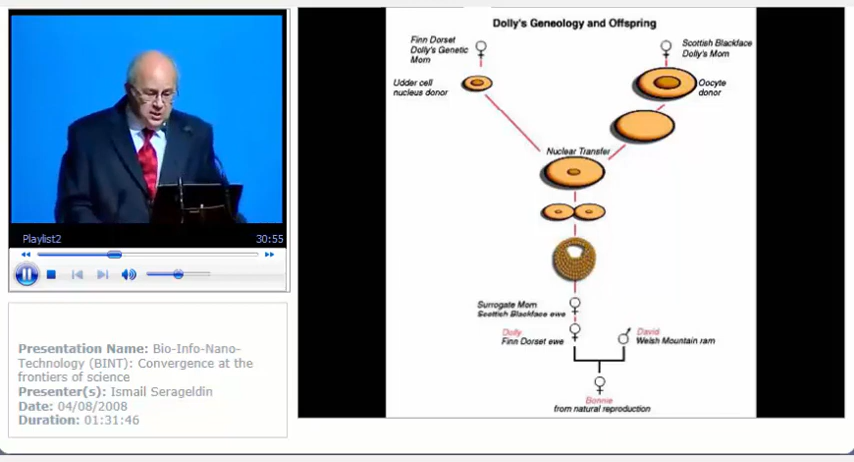 Playlist2
30:55
Presentation Name: Bio-Info-Nano-
Technology (BINT): Convergence at the
frontiers of science
Presenter(s): Ismail Serageldin
Date: 04/08/2008
Duration: 01:31:46
Dolly's Geneology and Offspring
Finn Dorset
Dolly's Genetic
Mom
Udder cell
nucleus donor
Scottish Blackface
Dolly's Mom
Oocyte
donor
Nuclear Transfer
Surrogate Mom
Scottish Blackface ewe
Dolly
Finn Dorset ewe
David
Welsh Mountain ram
Bonnie
from natural reproduction